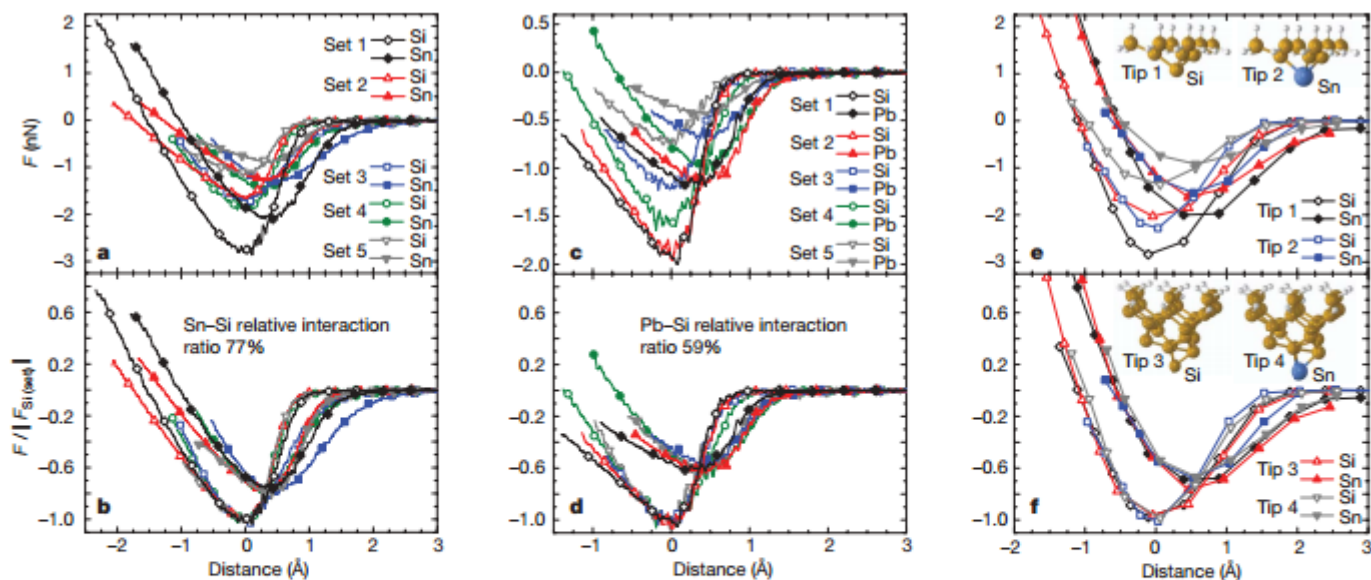 2
1
0
−1
−2
−3
F (nN)
Set 1 Si
Sn
Set 2 Si
Sn
Set 3 Si
Sn
Set 4 Si
Sn
Set 5 Si
Sn
a
0.6
0.2
−0.2
−0.6
−1.0
F / | F Si(set) |
Sn–Si relative interaction
ratio 77%
b
−2 −1 0 1 2 3
Distance (Å)
0.5
0.0
−0.5
−1.0
−1.5
−2.0
Set 1 Si
Pb
Set 2 Si
Pb
Set 3 Si
Pb
Set 4 Si
Pb
Set 5 Si
Pb
c
0.6
0.2
−0.2
−0.6
−1.0
Pb–Si relative interaction
ratio 59%
d
−1 0 1 2 3
Distance (Å)
2
1
0
−1
−2
−3
Tip 1 Si
Tip 2 Sn
Tip 1 Si
Sn
Tip 2 Si
Sn
e
0.6
0.2
−0.2
−0.6
−1.0
Tip 3 Si
Tip 4 Sn
Tip 3 Si
Sn
Tip 4 Si
Sn
f
−2 −1 0 1 2 3
Distance (Å)